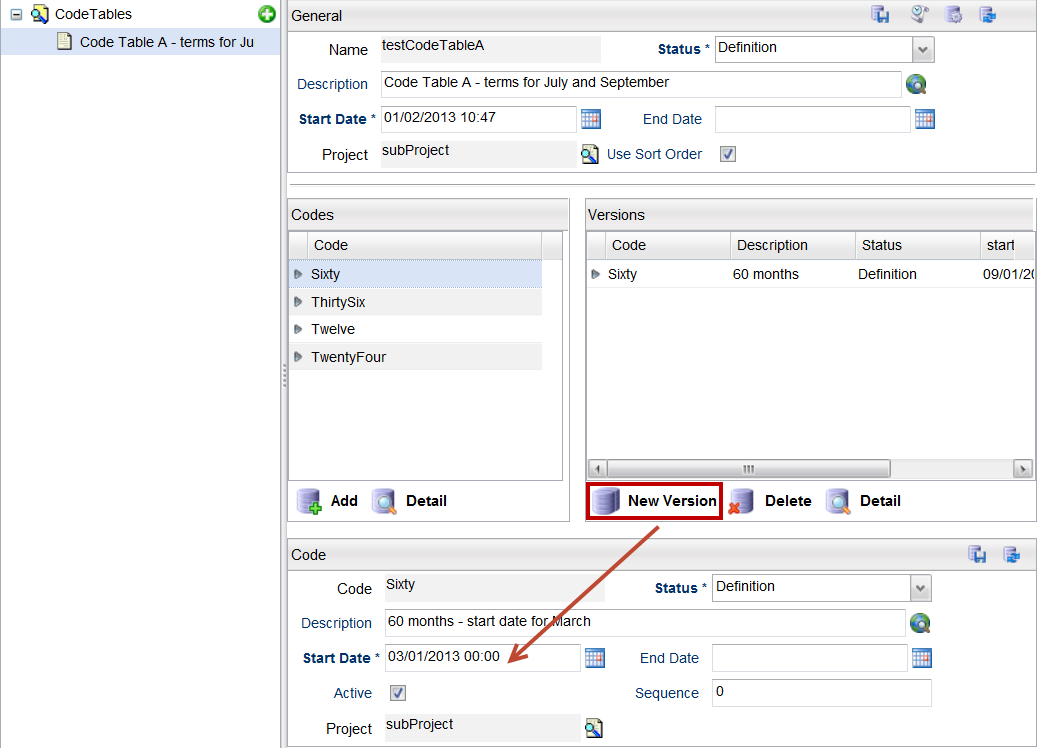 CodeTables
Code Table A - terms for Ju
General
Name testCodeTableA Status * Definition
Description Code Table A - terms for July and September
Start Date * 01/02/2013 10:47 End Date
Project subProject Use Sort Order
Codes
Code
Sixty
ThirtySix
Twelve
TwentyFour
Add Detail
Versions
Code Description Status start
Sixty 60 months Definition 09/01/20
New Version Delete Detail
Code
Code Sixty Status * Definition
Description 60 months - start date for March
Start Date * 03/01/2013 00:00 End Date
Active Sequence 0
Project subProject